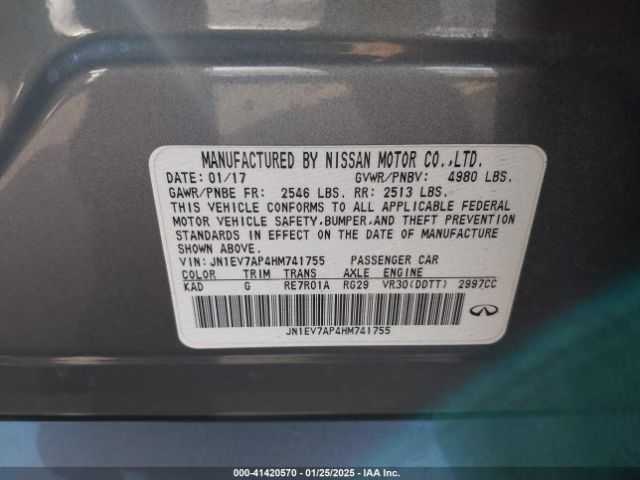 MANUFACTURED BY NISSAN MOTOR CO.,LTD.
DATE: 01/17 GVWR/PNBV: 4980 LBS.
GAWR/PNBE FR: 2546 LBS. RR: 2513 LBS.
THIS VEHICLE CONFORMS TO ALL APPLICABLE FEDERAL
MOTOR VEHICLE SAFETY,BUMPER,AND THEFT PREVENTION
STANDARDS IN EFFECT ON THE DATE OF MANUFACTURE
SHOWN ABOVE.
VIN: JN1EV7AP4HM741755 PASSENGER CAR
COLOR TRIM TRANS AXLE ENGINE
KAD G RE7R01A RG29 VR30(DDTT) 2997CC
JN1EV7AP4HM741755
000-41420570 | 01/25/2025 | IAA Inc.